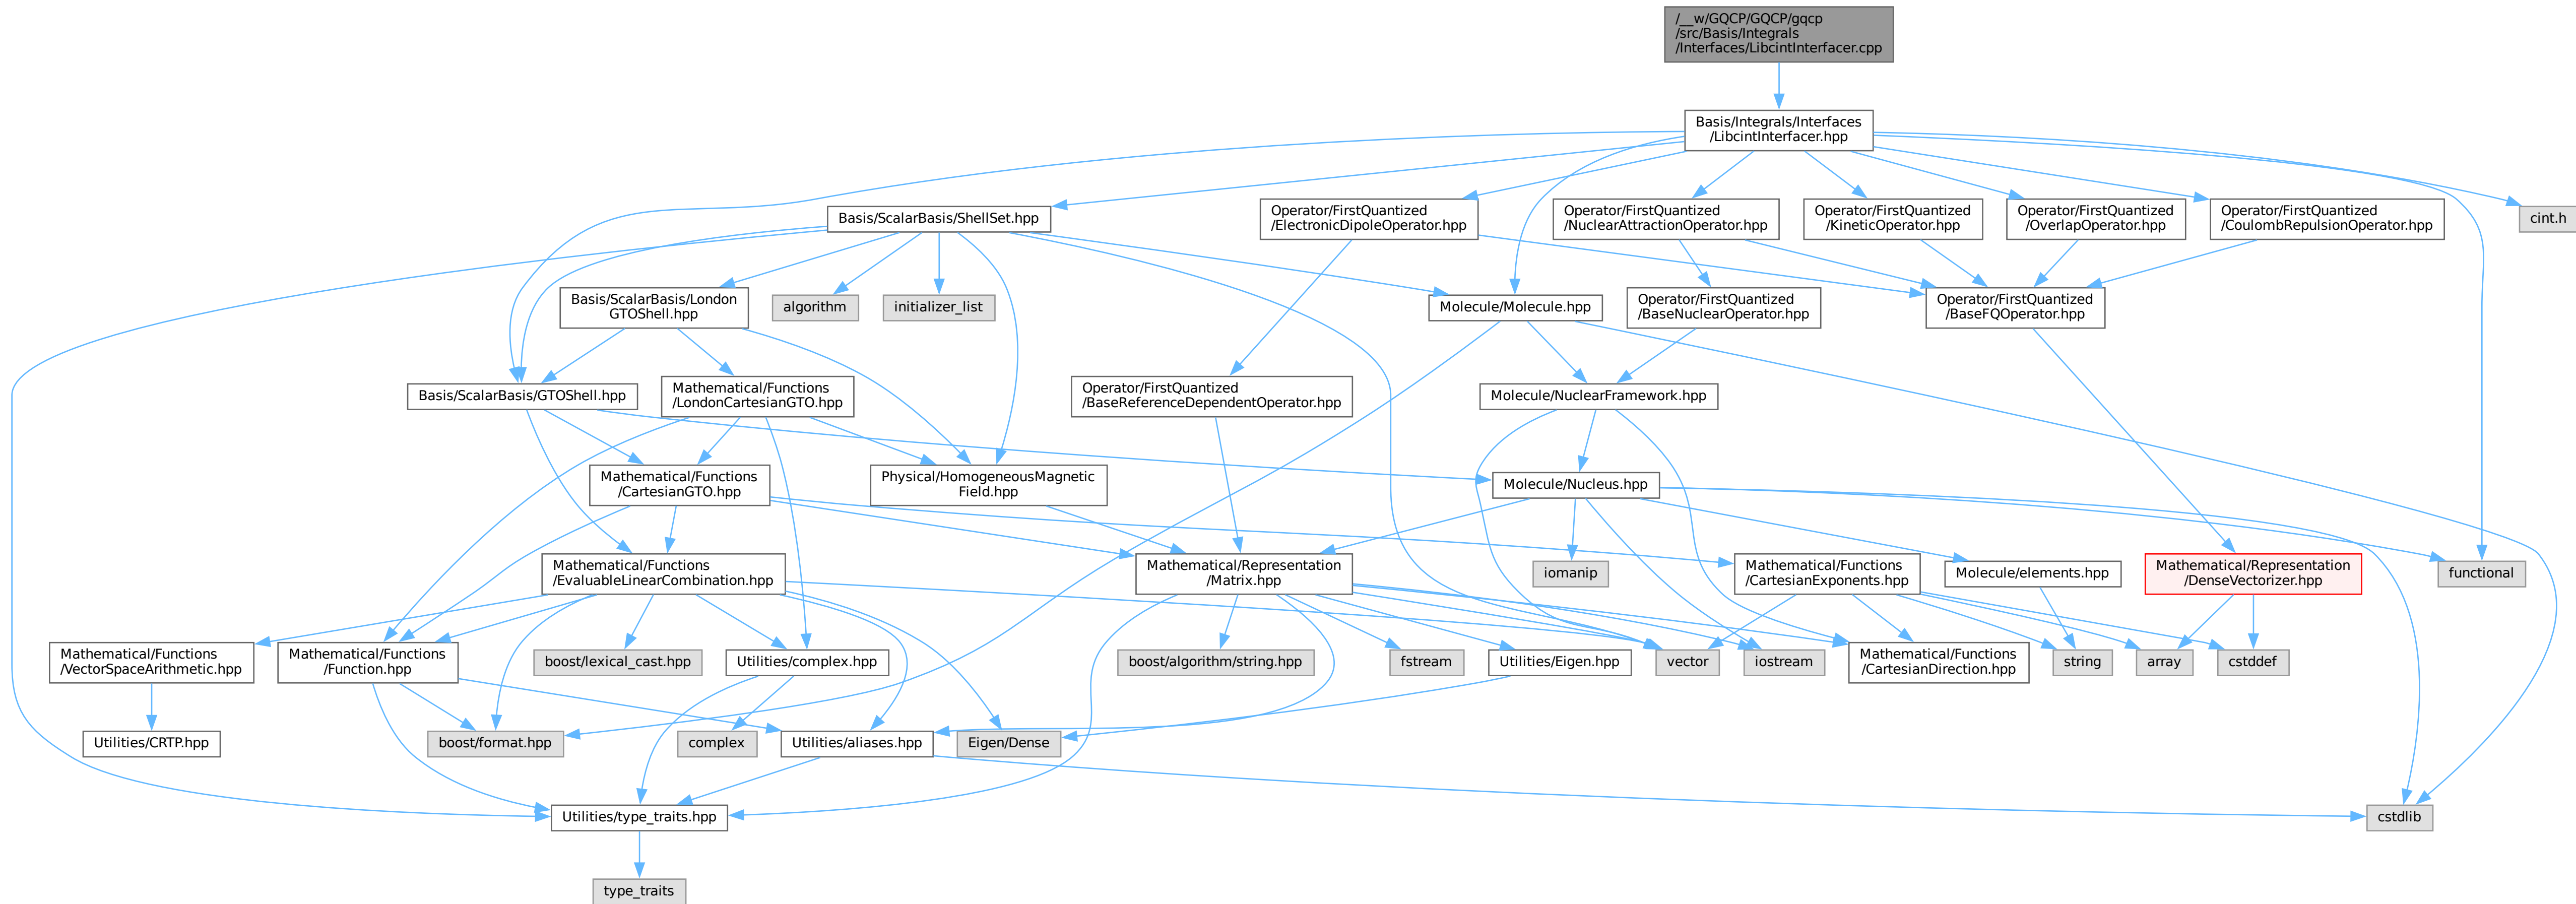 /__w/GQCP/GQCP/gqcp
/src/Basis/Integrals
/Interfaces/LibcintInterfacer.cpp
Basis/Integrals/Interfaces
/LibcintInterfacer.hpp
Basis/ScalarBasis/ShellSet.hpp
Operator/FirstQuantized
/ElectronicDipoleOperator.hpp
Operator/FirstQuantized
/NuclearAttractionOperator.hpp
Operator/FirstQuantized
/KineticOperator.hpp
Operator/FirstQuantized
/OverlapOperator.hpp
Operator/FirstQuantized
/CoulombRepulsionOperator.hpp
cint.h
Basis/ScalarBasis/London
GTOShell.hpp
algorithm
initializer_list
Molecule/Molecule.hpp
Operator/FirstQuantized
/BaseNuclearOperator.hpp
Operator/FirstQuantized
/BaseFQOperator.hpp
Basis/ScalarBasis/GTOShell.hpp
Mathematical/Functions
/LondonCartesianGTO.hpp
Operator/FirstQuantized
/BaseReferenceDependentOperator.hpp
Molecule/NuclearFramework.hpp
Mathematical/Functions
/CartesianGTO.hpp
Physical/HomogeneousMagnetic
Field.hpp
Molecule/Nucleus.hpp
Mathematical/Functions
/EvaluableLinearCombination.hpp
Mathematical/Representation
/Matrix.hpp
iomanip
Mathematical/Functions
/CartesianExponents.hpp
Molecule/elements.hpp
Mathematical/Representation
/DenseVectorizer.hpp
functional
Mathematical/Functions
/VectorSpaceArithmetic.hpp
Mathematical/Functions
/Function.hpp
boost/lexical_cast.hpp
Utilities/complex.hpp
boost/algorithm/string.hpp
fstream
Utilities/Eigen.hpp
vector
iostream
Mathematical/Functions
/CartesianDirection.hpp
string
array
cstddef
Utilities/CRTP.hpp
boost/format.hpp
complex
Utilities/aliases.hpp
Eigen/Dense
Utilities/type_traits.hpp
cstdlib
type_traits